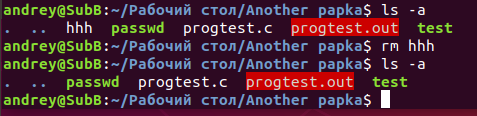 andrey@SubB:~/Рабочий стол/Another papka$ ls -a
. .. hhh passwd progtest.c progtest.out test
andrey@SubB:~/Рабочий стол/Another papka$ rm hhh
andrey@SubB:~/Рабочий стол/Another papka$ ls -a
. .. passwd progtest.c progtest.out test
andrey@SubB:~/Рабочий стол/Another papka$